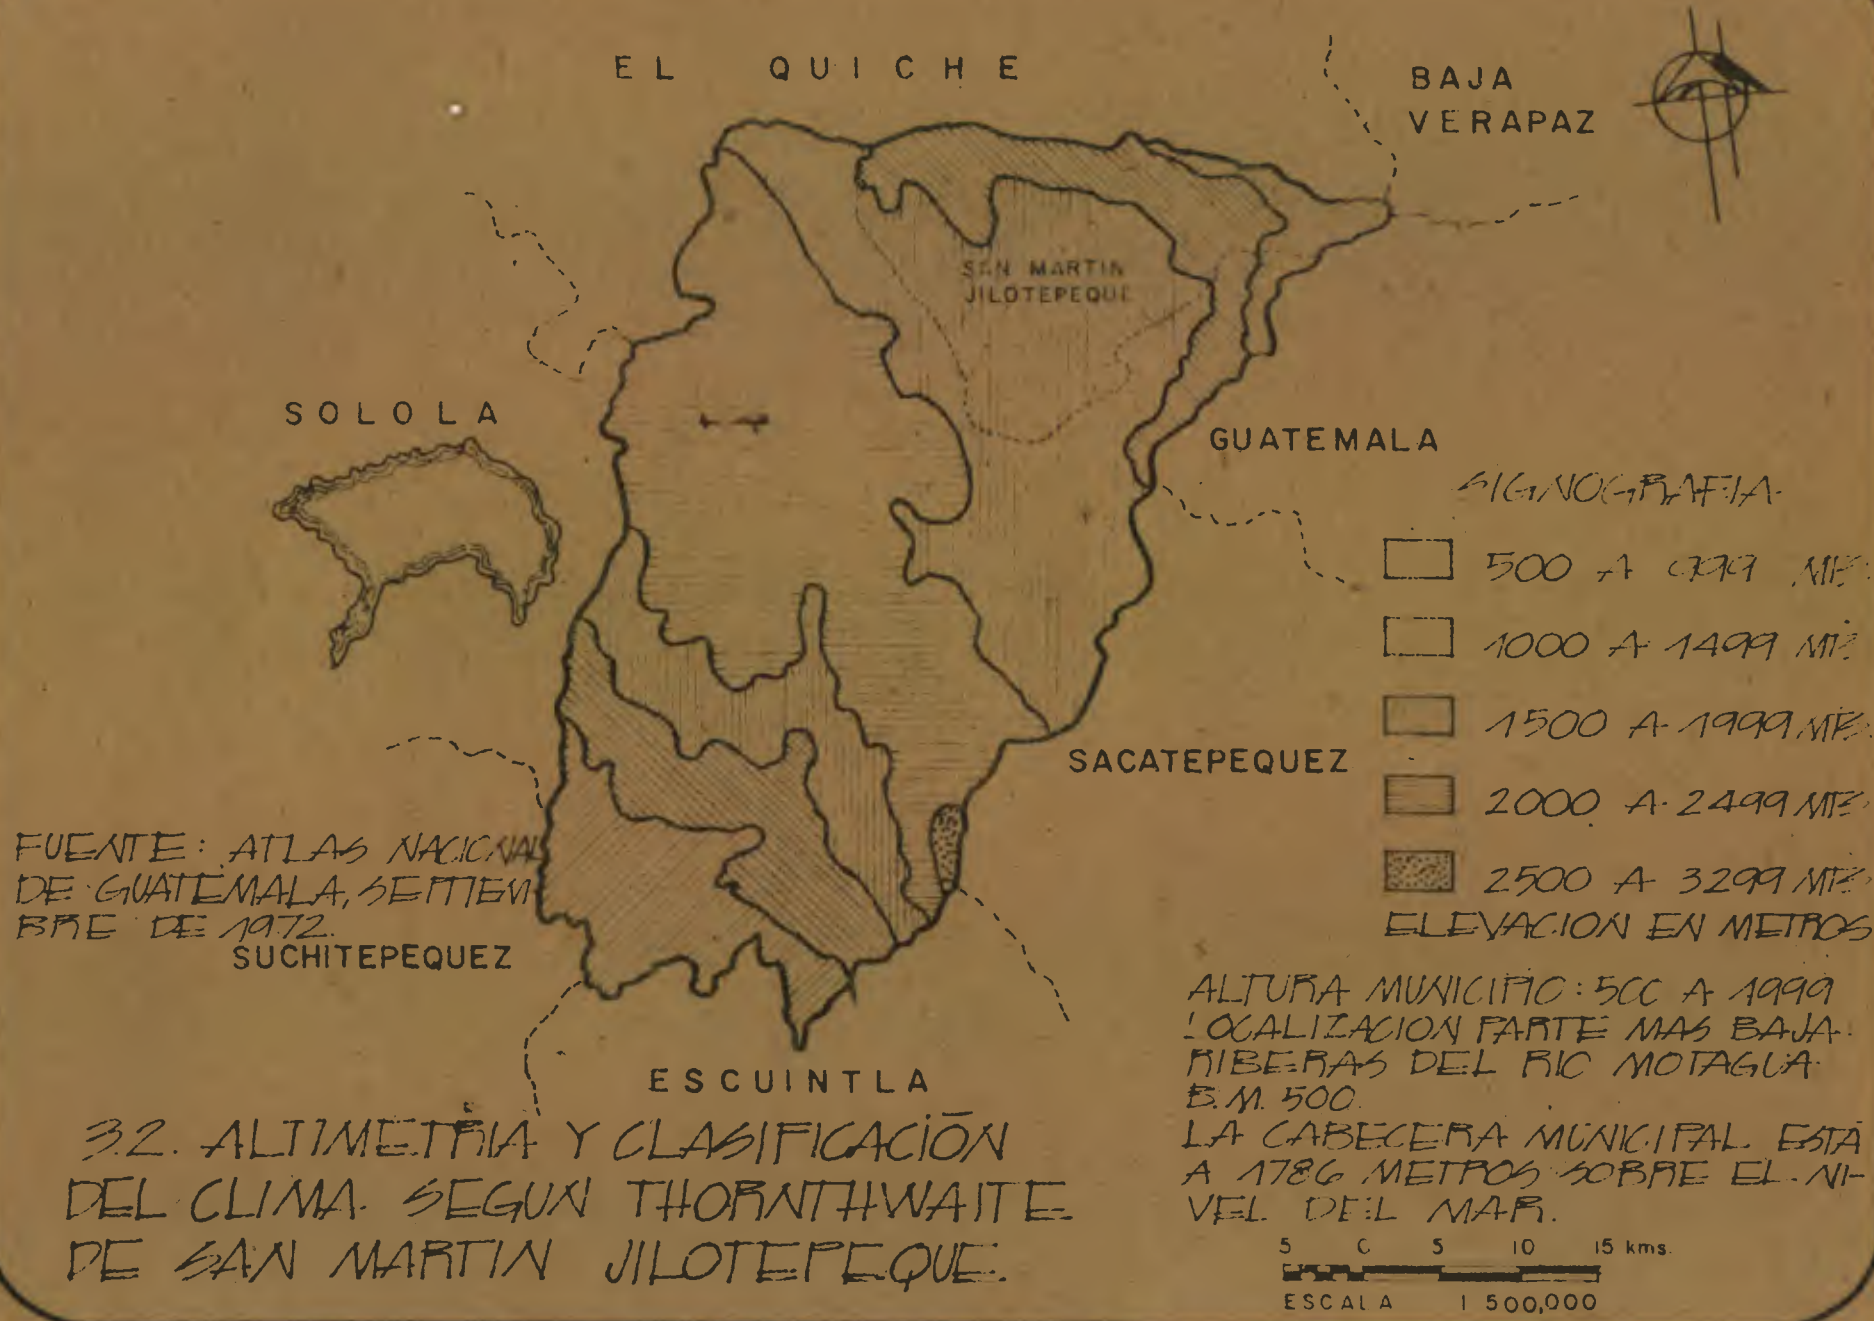 EL QUICHE
BAJA
VERAPAZ
SAN MARTIN
JILOTEPEQUE
SOLOLA
GUATEMALA
SIGNOGRAFIA
500 A 999 MT.
1000 A 1499 MT.
1500 A 1999 MT.
2000 A 2499 MT.
2500 A 3299 MT.
ELEVACION EN METROS
SACATEPEQUEZ
FUENTE: ATLAS NACIONAL
DE GUATEMALA, SEPTIEM
BRE DE 1972.
SUCHITEPEQUEZ
ESCUINTLA
ALTURA MUNICIPIO: 500 A 1999
LOCALIZACION PARTE MAS BAJA
RIBERAS DEL RIO MOTAGUA
B.M. 500.
LA CABECERA MUNICIPAL ESTÁ
A 1786 METROS SOBRE EL NI-
VEL DEL MAR.
3.2. ALTIMETRIA Y CLASIFICACIÓN
DEL CLIMA. SEGUN THORNTHWAITE
DE SAN MARTIN JILOTEPEQUE.
5 0 5 10 15 kms.
ESCALA 1 500,000